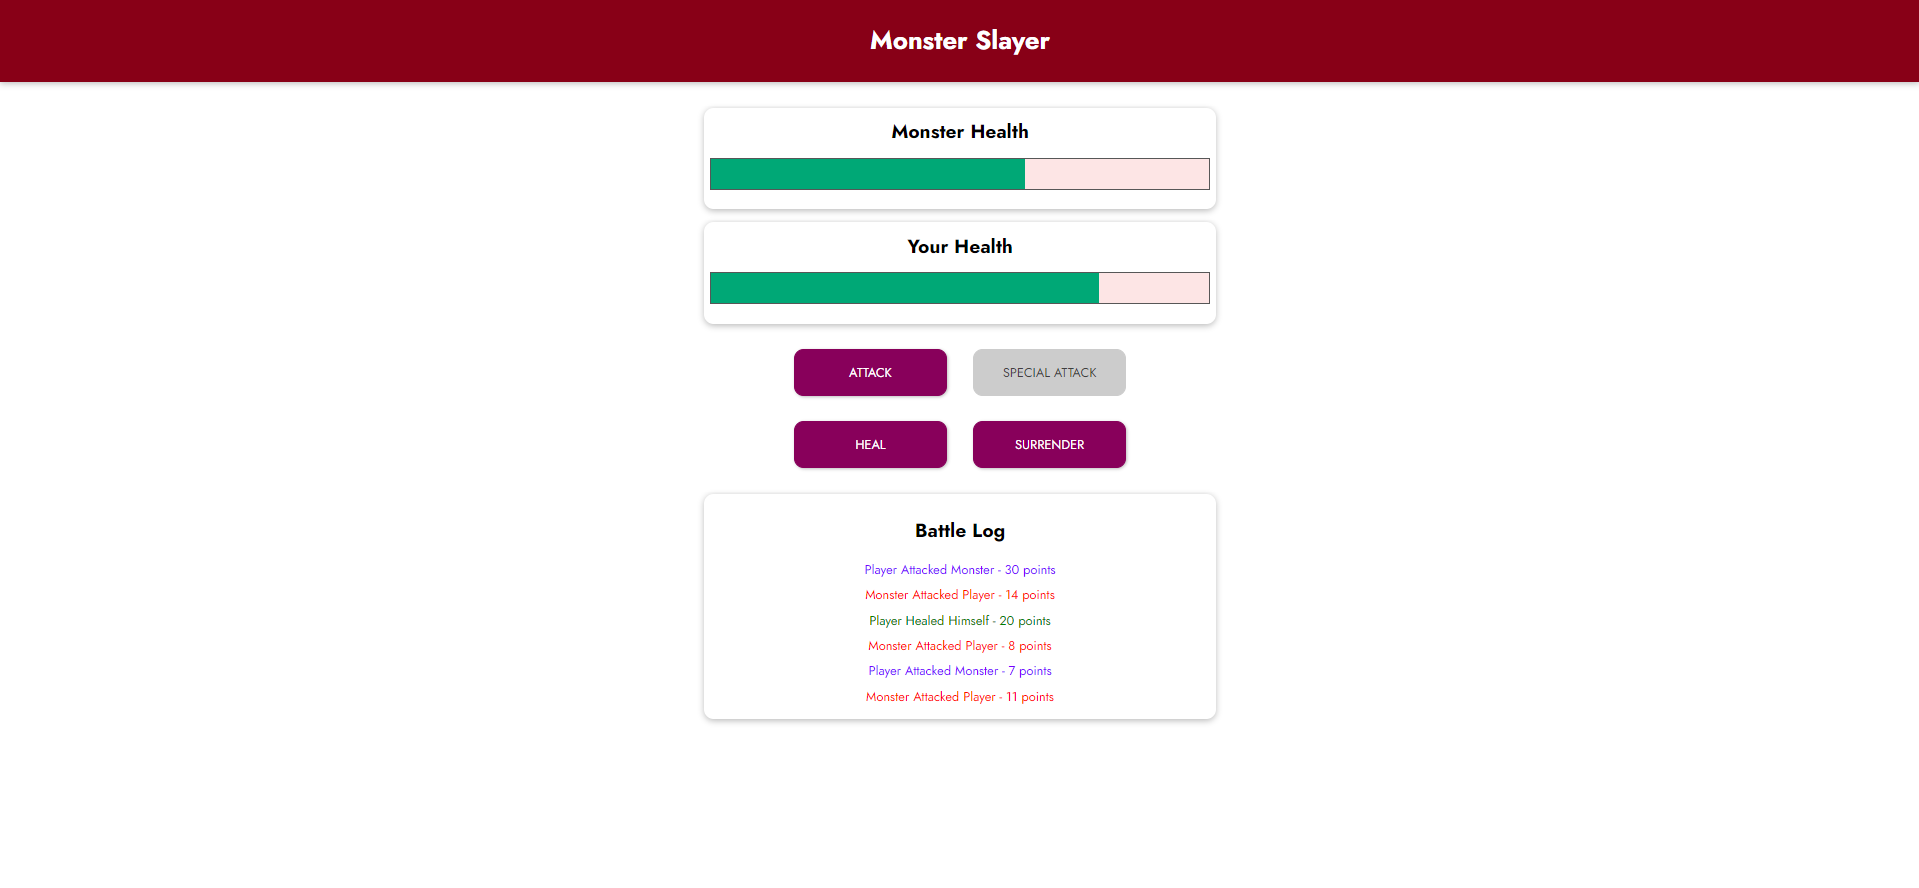 Monster Slayer
Monster Health
Your Health
ATTACK
SPECIAL ATTACK
HEAL
SURRENDER
Battle Log
Player Attacked Monster - 30 points
Monster Attacked Player - 14 points
Player Healed Himself - 20 points
Monster Attacked Player - 8 points
Player Attacked Monster - 7 points
Monster Attacked Player - 11 points